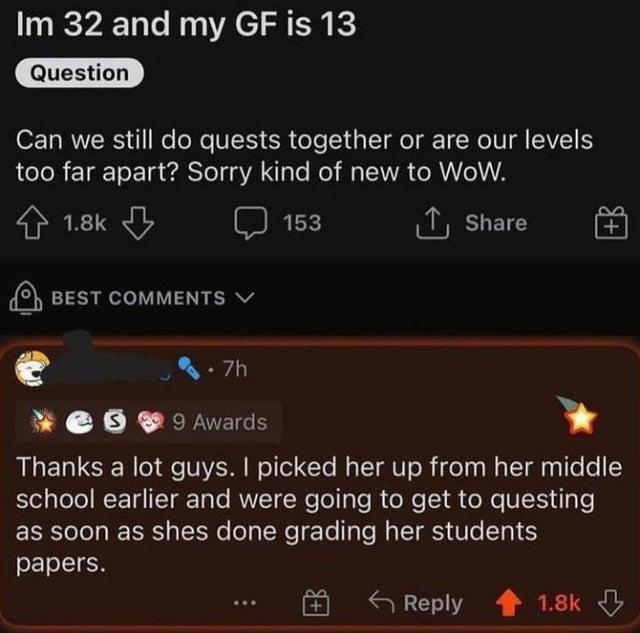 Im 32 and my GF is 13
Question
Can we still do quests together or are our levels
too far apart? Sorry kind of new to WoW.
1.8k 153 Share
BEST COMMENTS
• 7h
S 9 Awards
Thanks a lot guys. I picked her up from her middle
school earlier and were going to get to questing
as soon as shes done grading her students
papers.
... Reply 1.8k